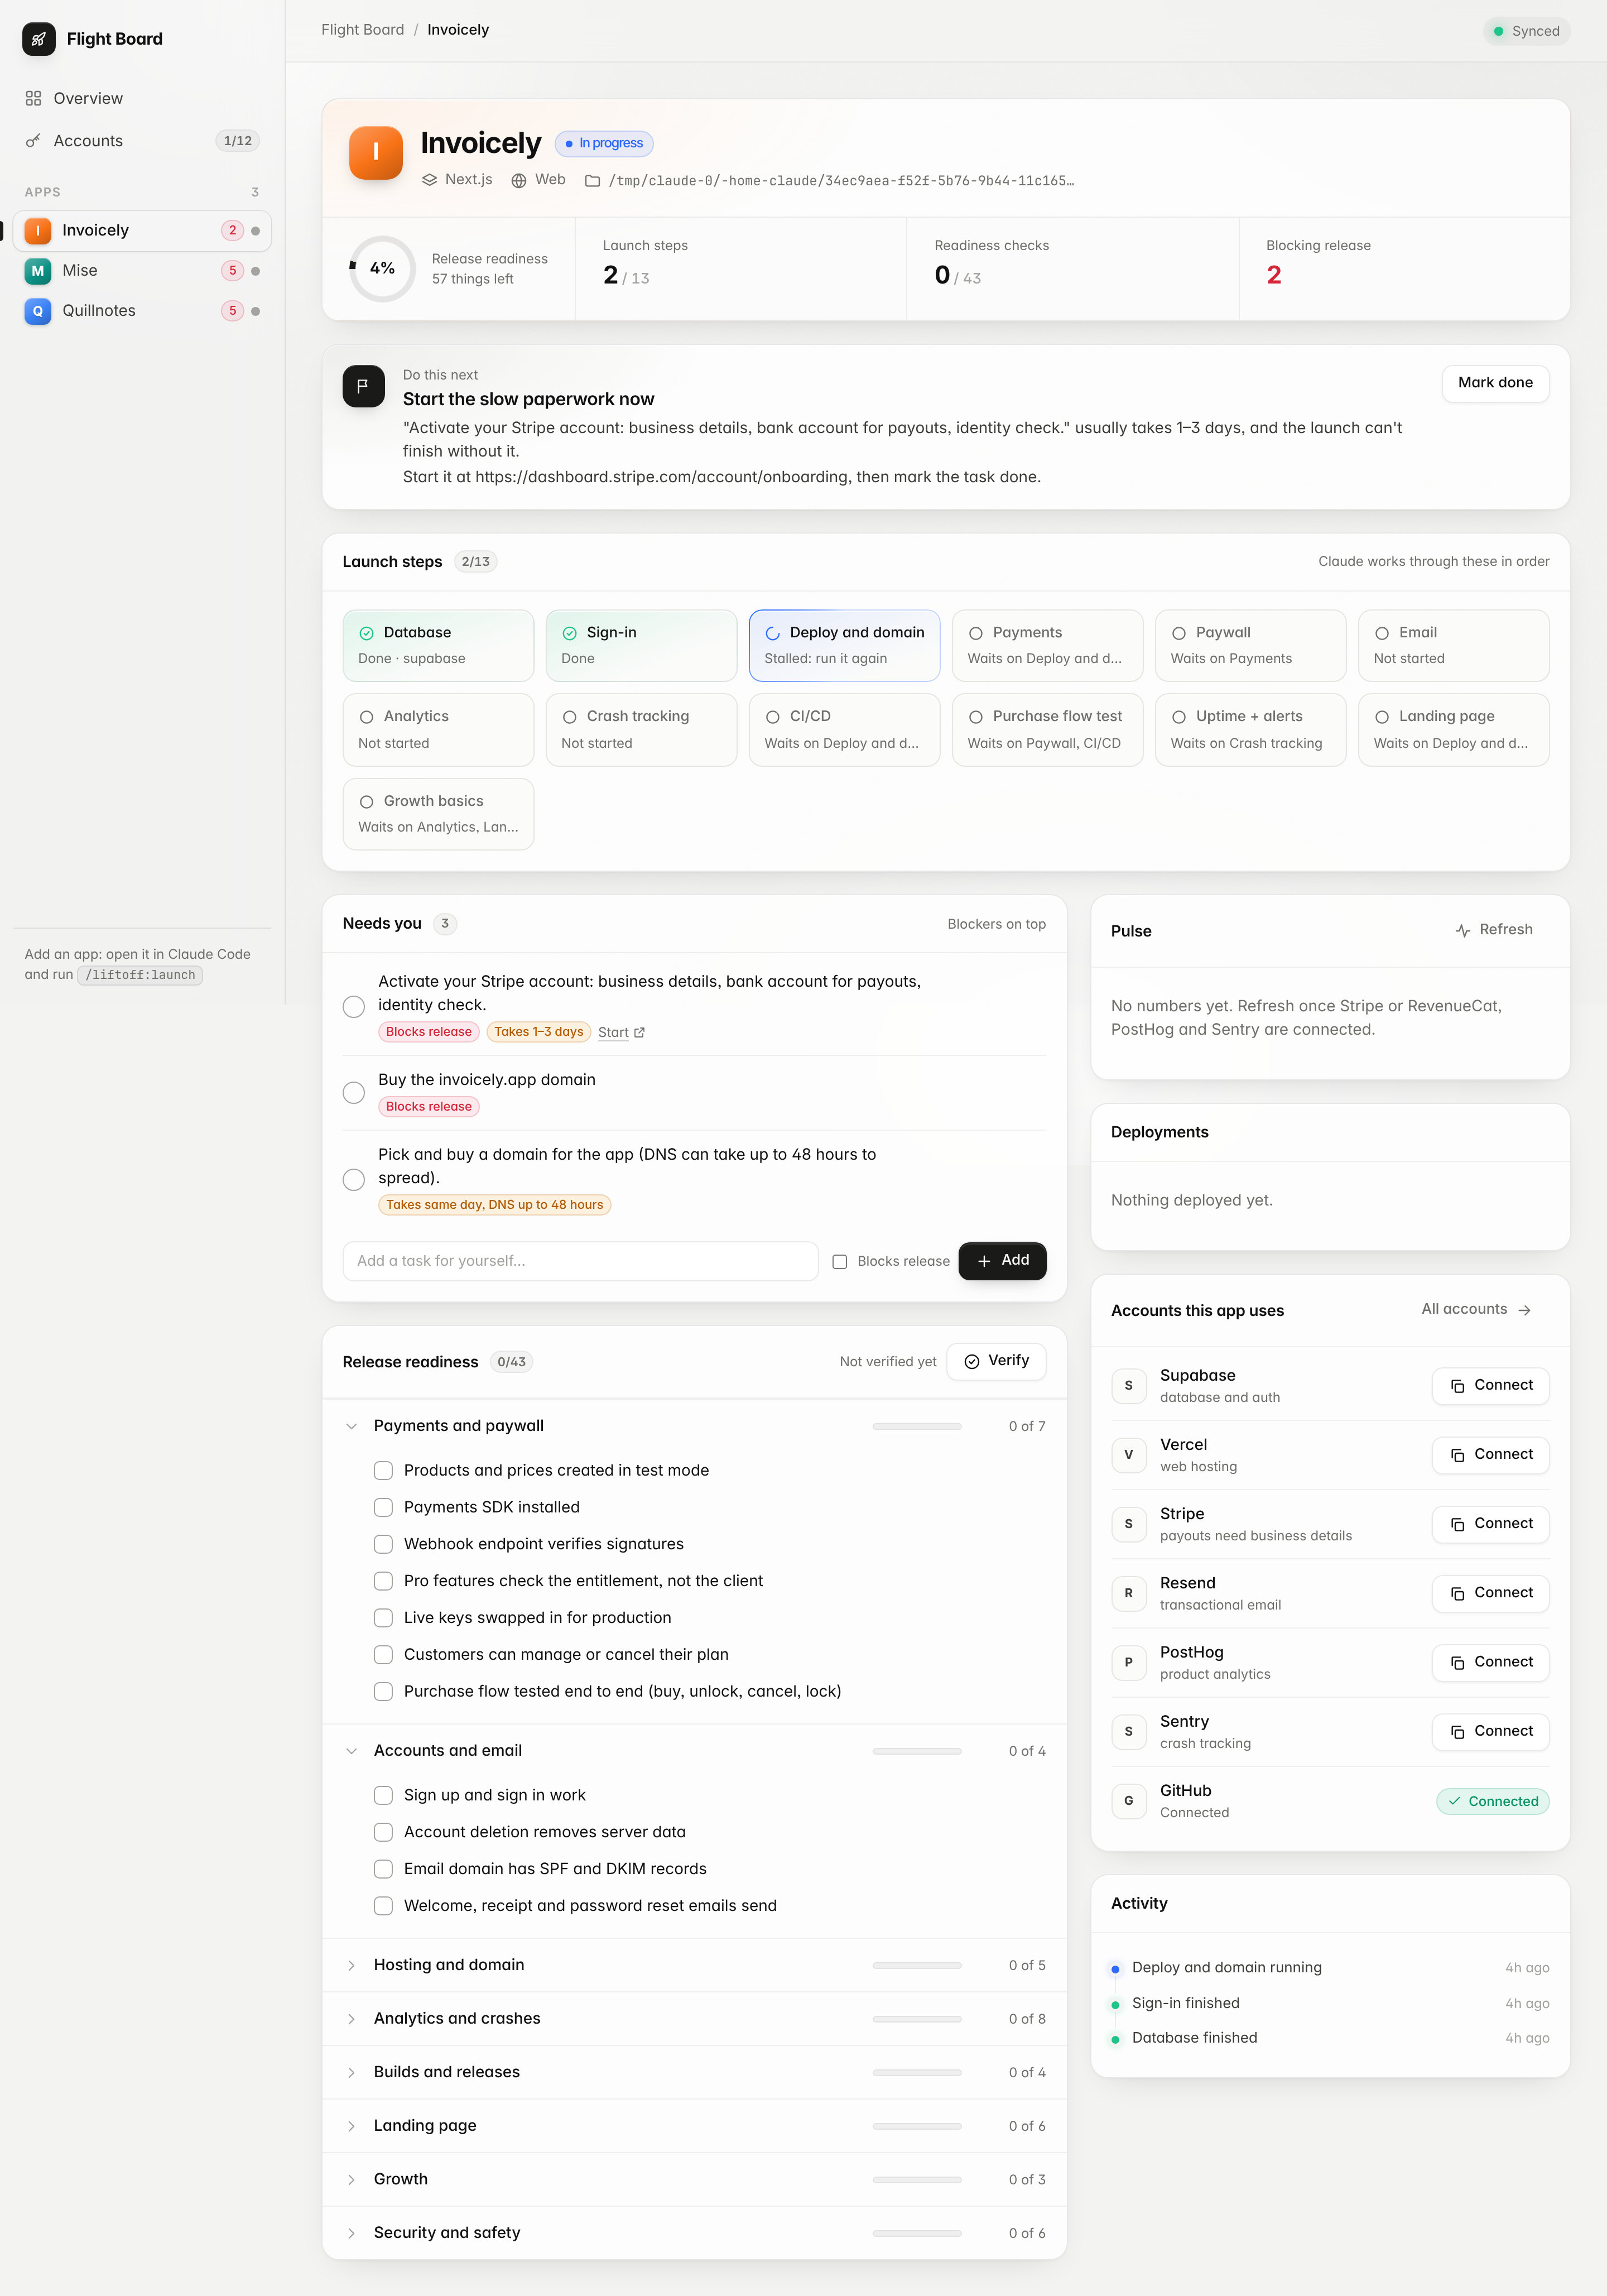 Flight Board
Overview
Accounts 1/12
APPS 3
I Invoicely 2
M Mise 5
Q Quillnotes 5
Add an app: open it in Claude Code
and run /liftoff:launch
Flight Board / Invoicely
Synced
I
Invoicely In progress
Next.js Web /tmp/claude-0/-home-claude/34ec9aea-f52f-5b76-9b44-11c165…
4%
Release readiness
57 things left
Launch steps
2 / 13
Readiness checks
0 / 43
Blocking release
2
Do this next
Start the slow paperwork now
"Activate your Stripe account: business details, bank account for payouts, identity check." usually takes 1–3 days, and the launch can't
finish without it.
Start it at https://dashboard.stripe.com/account/onboarding, then mark the task done.
Mark done
Launch steps 2/13
Claude works through these in order
Database
Done · supabase
Sign-in
Done
Deploy and domain
Stalled: run it again
Payments
Waits on Deploy and d…
Paywall
Waits on Payments
Email
Not started
Analytics
Not started
Crash tracking
Not started
CI/CD
Waits on Deploy and d…
Purchase flow test
Waits on Paywall, CI/CD
Uptime + alerts
Waits on Crash tracking
Landing page
Waits on Deploy and d…
Growth basics
Waits on Analytics, Lan…
Needs you 3
Blockers on top
Activate your Stripe account: business details, bank account for payouts,
identity check.
Blocks release Takes 1–3 days Start
Buy the invoicely.app domain
Blocks release
Pick and buy a domain for the app (DNS can take up to 48 hours to
spread).
Takes same day, DNS up to 48 hours
Add a task for yourself…
Blocks release
Add
Release readiness 0/43
Not verified yet
Verify
Payments and paywall 0 of 7
Products and prices created in test mode
Payments SDK installed
Webhook endpoint verifies signatures
Pro features check the entitlement, not the client
Live keys swapped in for production
Customers can manage or cancel their plan
Purchase flow tested end to end (buy, unlock, cancel, lock)
Accounts and email 0 of 4
Sign up and sign in work
Account deletion removes server data
Email domain has SPF and DKIM records
Welcome, receipt and password reset emails send
Hosting and domain 0 of 5
Analytics and crashes 0 of 8
Builds and releases 0 of 4
Landing page 0 of 6
Growth 0 of 3
Security and safety 0 of 6
Pulse
Refresh
No numbers yet. Refresh once Stripe or RevenueCat,
PostHog and Sentry are connected.
Deployments
Nothing deployed yet.
Accounts this app uses
All accounts
S Supabase
database and auth
Connect
V Vercel
web hosting
Connect
S Stripe
payouts need business details
Connect
R Resend
transactional email
Connect
P PostHog
product analytics
Connect
S Sentry
crash tracking
Connect
G GitHub
Connected
Connected
Activity
Deploy and domain running 4h ago
Sign-in finished 4h ago
Database finished 4h ago